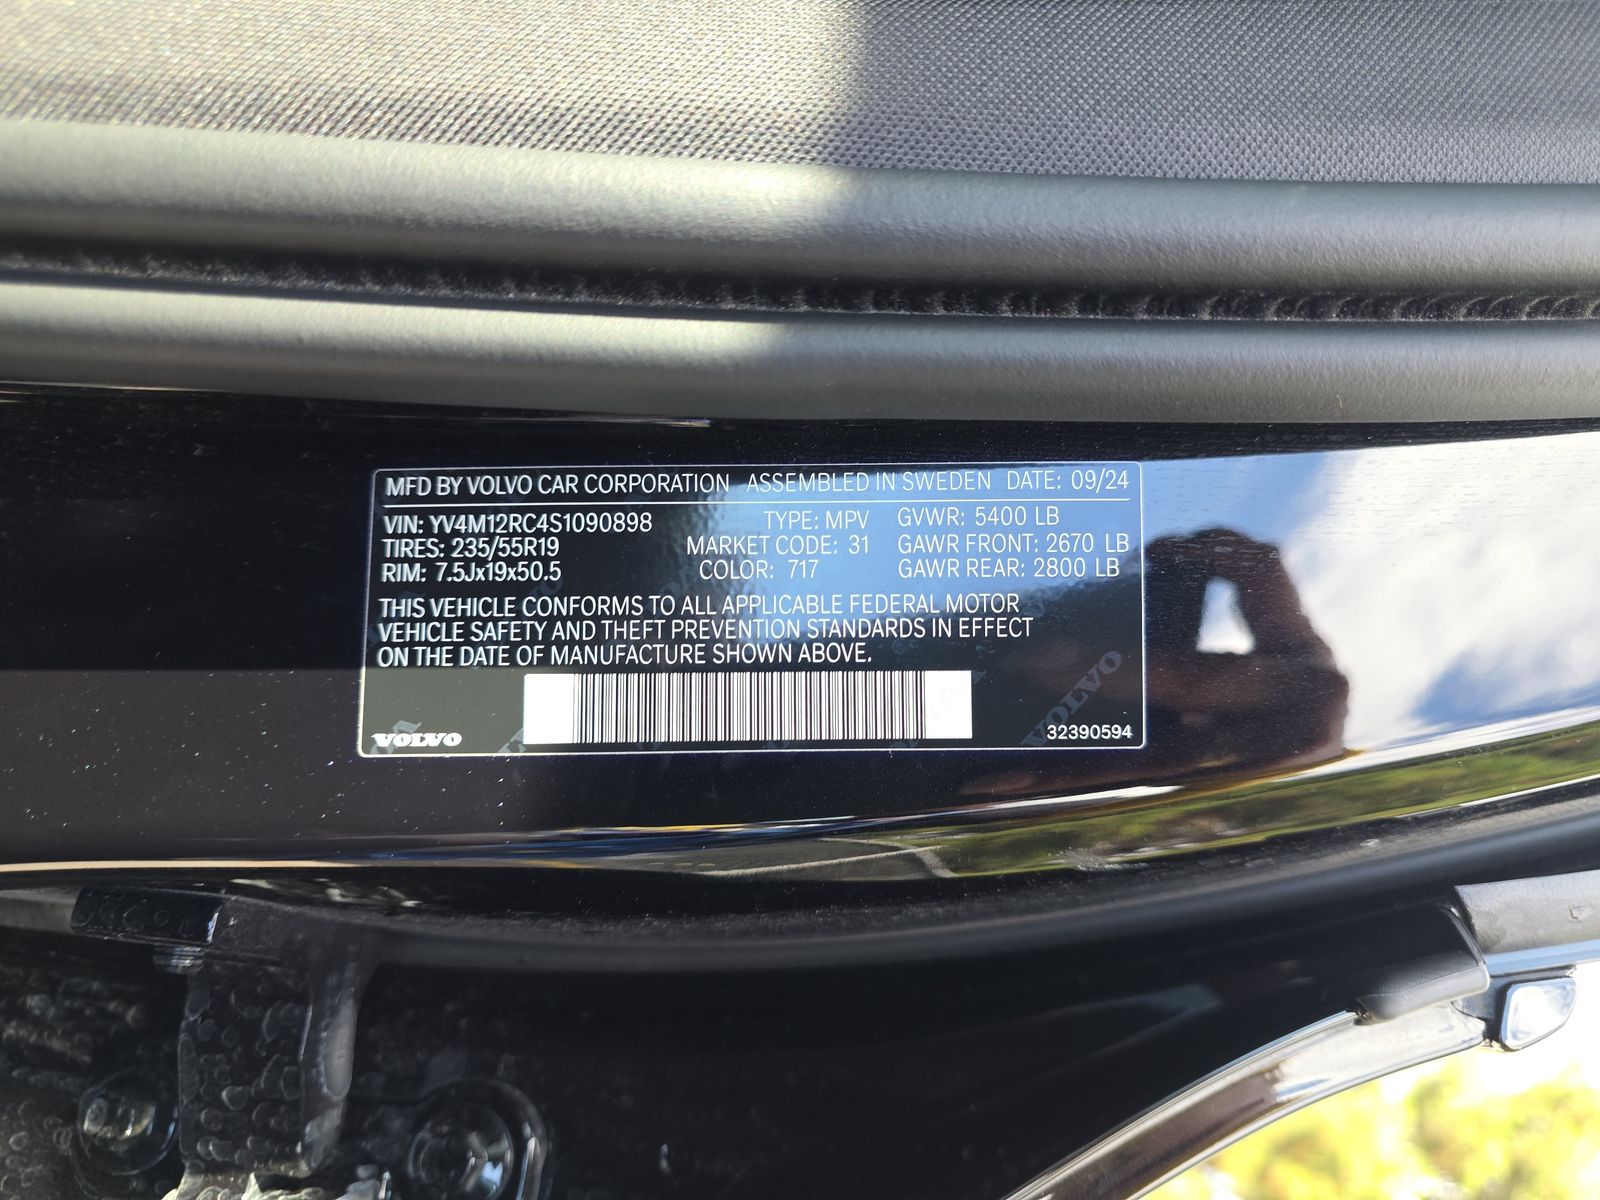 MFD BY VOLVO CAR CORPORATION ASSEMBLED IN SWEDEN DATE: 09/24
VIN: YV4M12RC4S1090898 TYPE: MPV GVWR: 5400 LB
TIRES: 235/55R19 MARKET CODE: 31 GAWR FRONT: 2670 LB
RIM: 7.5Jx19x50.5 COLOR: 717 GAWR REAR: 2800 LB
THIS VEHICLE CONFORMS TO ALL APPLICABLE FEDERAL MOTOR
VEHICLE SAFETY AND THEFT PREVENTION STANDARDS IN EFFECT
ON THE DATE OF MANUFACTURE SHOWN ABOVE.
VOLVO
32390594
VOLVO